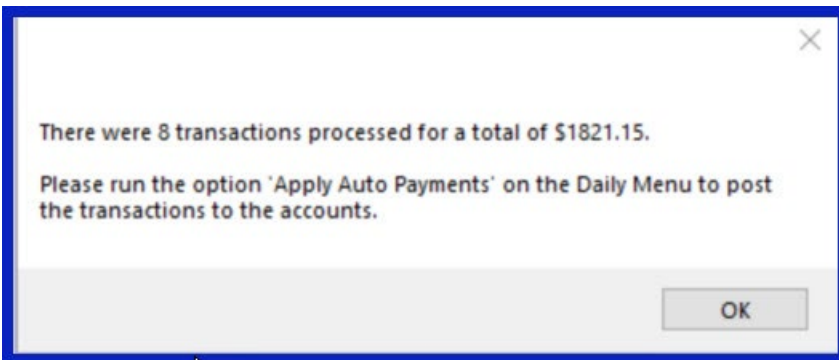 There were 8 transactions processed for a total of $1821.15.
Please run the option 'Apply Auto Payments' on the Daily Menu to post
the transactions to the accounts.
OK